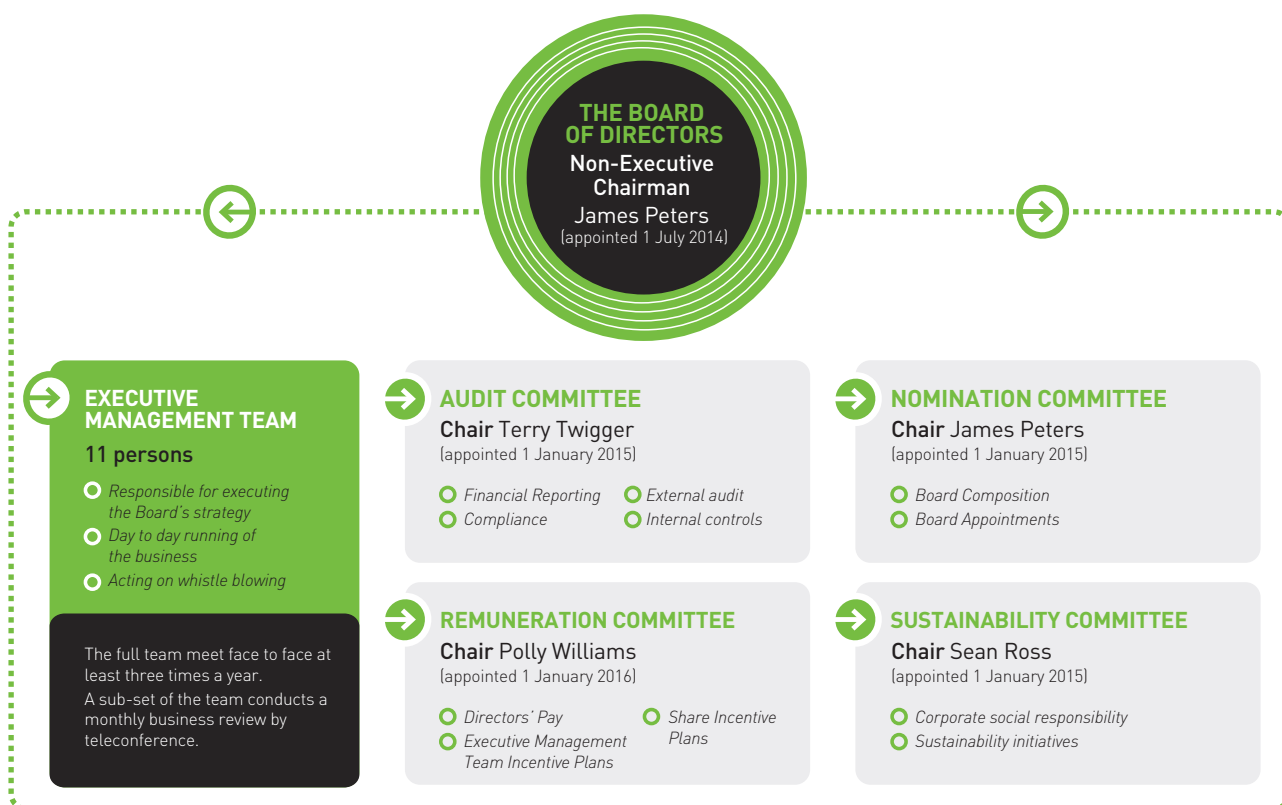 THE BOARD
OF DIRECTORS
Non-Executive
Chairman
James Peters
(appointed 1 July 2014)
EXECUTIVE
MANAGEMENT TEAM
11 persons
Responsible for executing
the Board's strategy
Day to day running of
the business
Acting on whistle blowing
The full team meet face to face at
least three times a year.
A sub-set of the team conducts a
monthly business review by
teleconference.
AUDIT COMMITTEE
Chair Terry Twigger
(appointed 1 January 2015)
Financial Reporting
Compliance
External audit
Internal controls
NOMINATION COMMITTEE
Chair James Peters
(appointed 1 January 2015)
Board Composition
Board Appointments
REMUNERATION COMMITTEE
Chair Polly Williams
(appointed 1 January 2016)
Directors' Pay
Executive Management
Team Incentive Plans
Share Incentive
Plans
SUSTAINABILITY COMMITTEE
Chair Sean Ross
(appointed 1 January 2015)
Corporate social responsibility
Sustainability initiatives